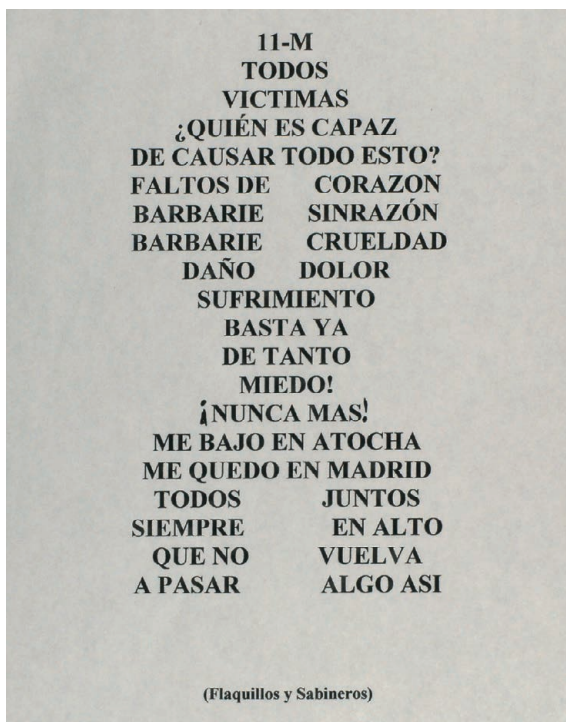 11-M
TODOS
VICTIMAS
¿QUIÉN ES CAPAZ
DE CAUSAR TODO ESTO?
FALTOS DE CORAZON
BARBARIE SINRAZÓN
BARBARIE CRUELDAD
DAÑO DOLOR
SUFRIMIENTO
BASTA YA
DE TANTO
MIEDO!
¡NUNCA MAS!
ME BAJO EN ATOCHA
ME QUEDO EN MADRID
TODOS JUNTOS
SIEMPRE EN ALTO
QUE NO VUELVA
A PASAR ALGO ASI
(Flaquillos y Sabineros)